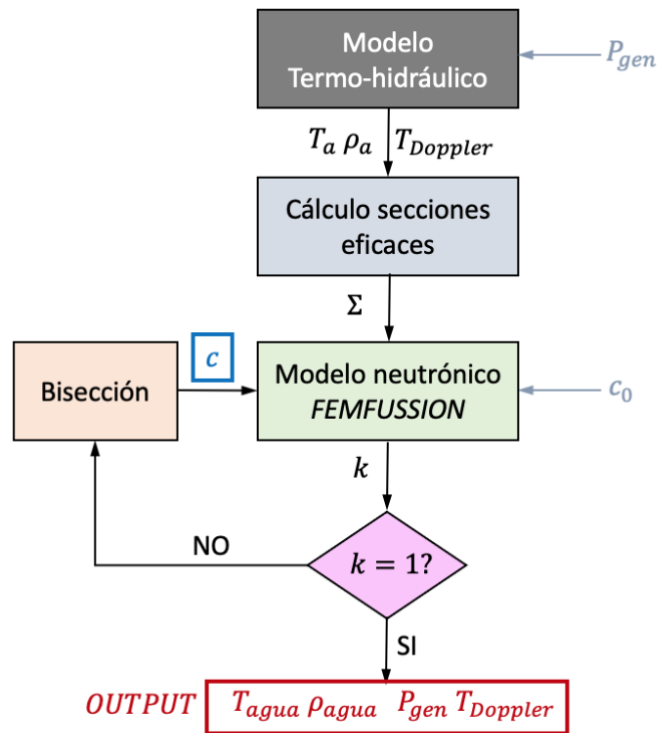 Modelo
Termo-hidráulico
P_gen
T_a ρ_a T_Doppler
Cálculo secciones
eficaces
Σ
Bisección
c
Modelo neutrónico
FEMFUSSION
c_0
k
NO
k = 1?
SI
OUTPUT T_agua ρ_agua P_gen T_Doppler